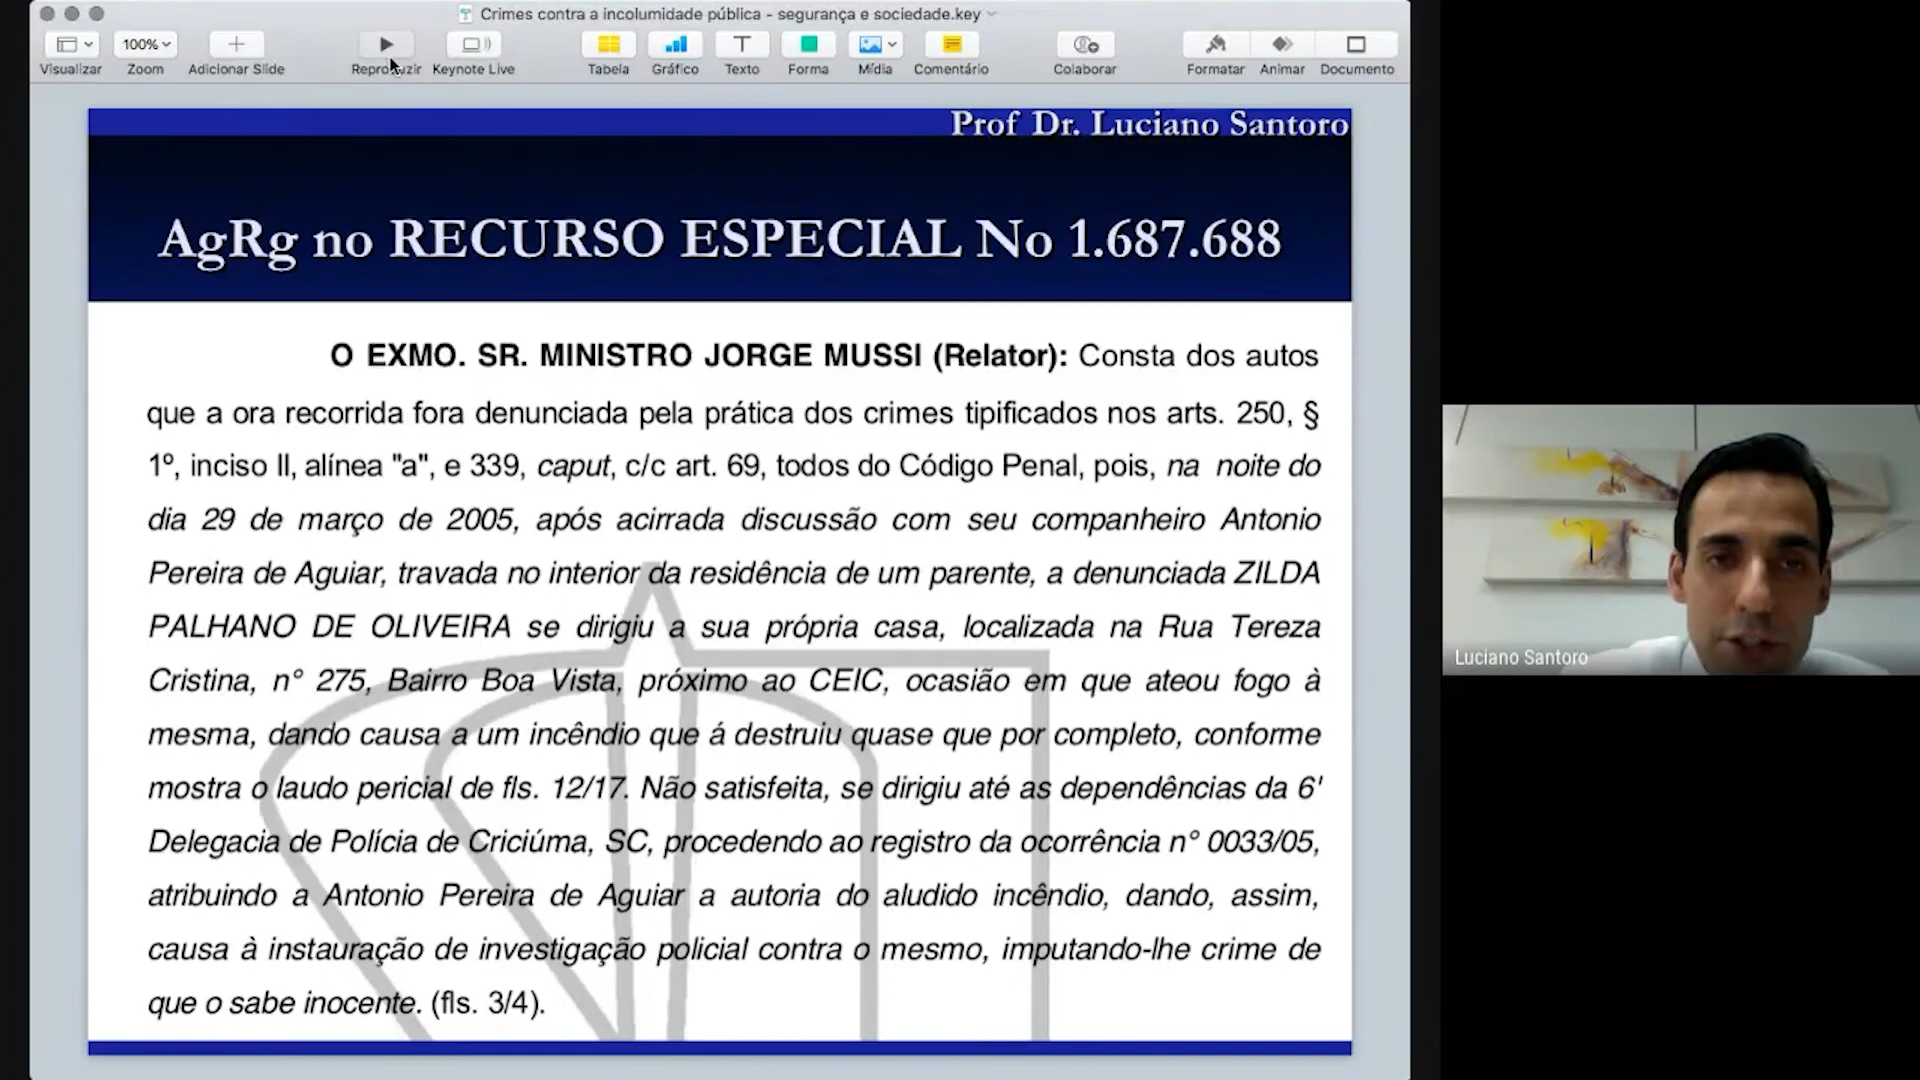 Crimes contra a incolumidade pública - segurança e sociedade.key
100%
Visualizar Zoom Adicionar Slide Reproduzir Keynote Live Tabela Gráfico Texto Forma Mídia Comentário Colaborar Formatar Animar Documento
Prof Dr. Luciano Santoro
AgRg no RECURSO ESPECIAL No 1.687.688
O EXMO. SR. MINISTRO JORGE MUSSI (Relator): Consta dos autos
que a ora recorrida fora denunciada pela prática dos crimes tipificados nos arts. 250, §
1º, inciso II, alínea "a", e 339, caput, c/c art. 69, todos do Código Penal, pois, na noite do
dia 29 de março de 2005, após acirrada discussão com seu companheiro Antonio
Pereira de Aguiar, travada no interior da residência de um parente, a denunciada ZILDA
PALHANO DE OLIVEIRA se dirigiu a sua própria casa, localizada na Rua Tereza
Cristina, n° 275, Bairro Boa Vista, próximo ao CEIC, ocasião em que ateou fogo à
mesma, dando causa a um incêndio que á destruiu quase que por completo, conforme
mostra o laudo pericial de fls. 12/17. Não satisfeita, se dirigiu até as dependências da 6'
Delegacia de Polícia de Criciúma, SC, procedendo ao registro da ocorrência n° 0033/05,
atribuindo a Antonio Pereira de Aguiar a autoria do aludido incêndio, dando, assim,
causa à instauração de investigação policial contra o mesmo, imputando-lhe crime de
que o sabe inocente. (fls. 3/4).
Luciano Santoro